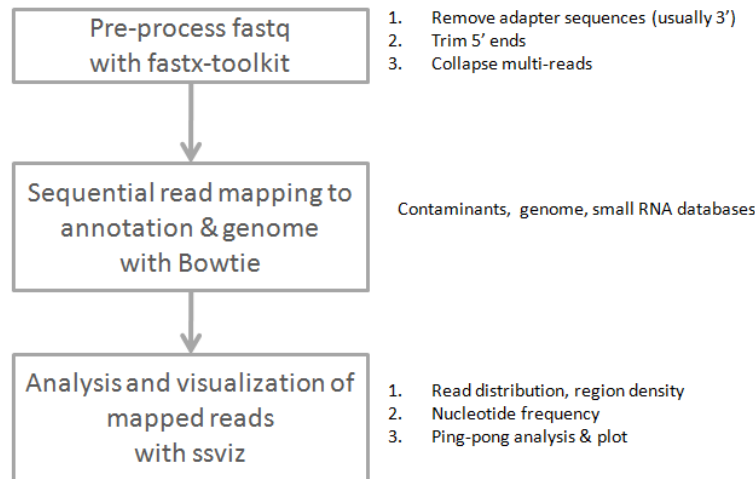 Pre-process fastq
with fastx-toolkit
1. Remove adapter sequences (usually 3’)
2. Trim 5’ ends
3. Collapse multi-reads
Sequential read mapping to
annotation & genome
with Bowtie
Contaminants, genome, small RNA databases
Analysis and visualization of
mapped reads
with ssviz
1. Read distribution, region density
2. Nucleotide frequency
3. Ping-pong analysis & plot